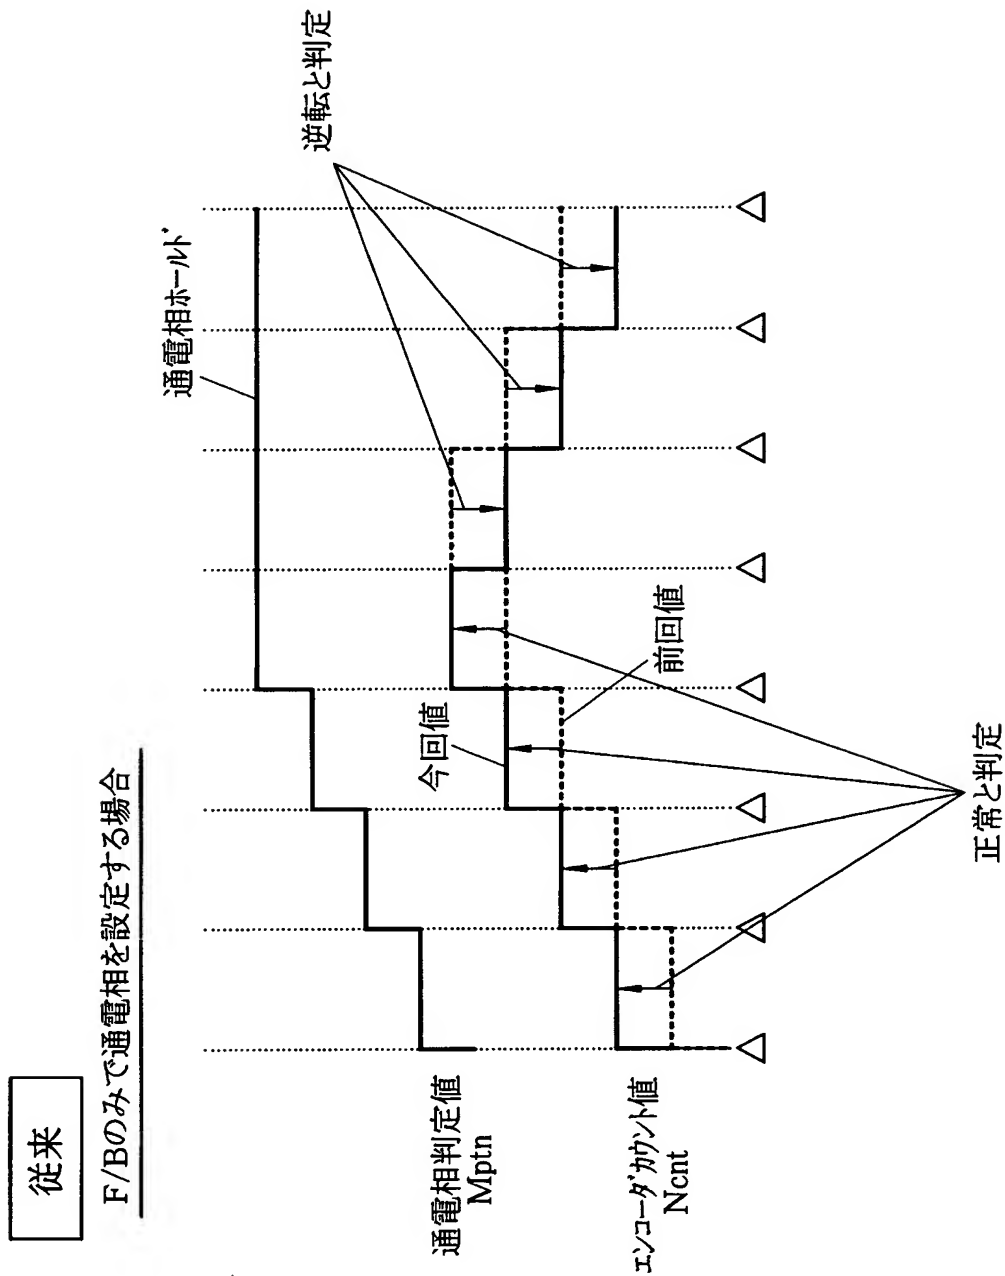 従来
F/Bのみで通電相を設定する場合
通電相ホールド
逆転と判定
通電相判定値
Mptn
今回値
前回値
エンコーダカウント値
Ncnt
正常と判定